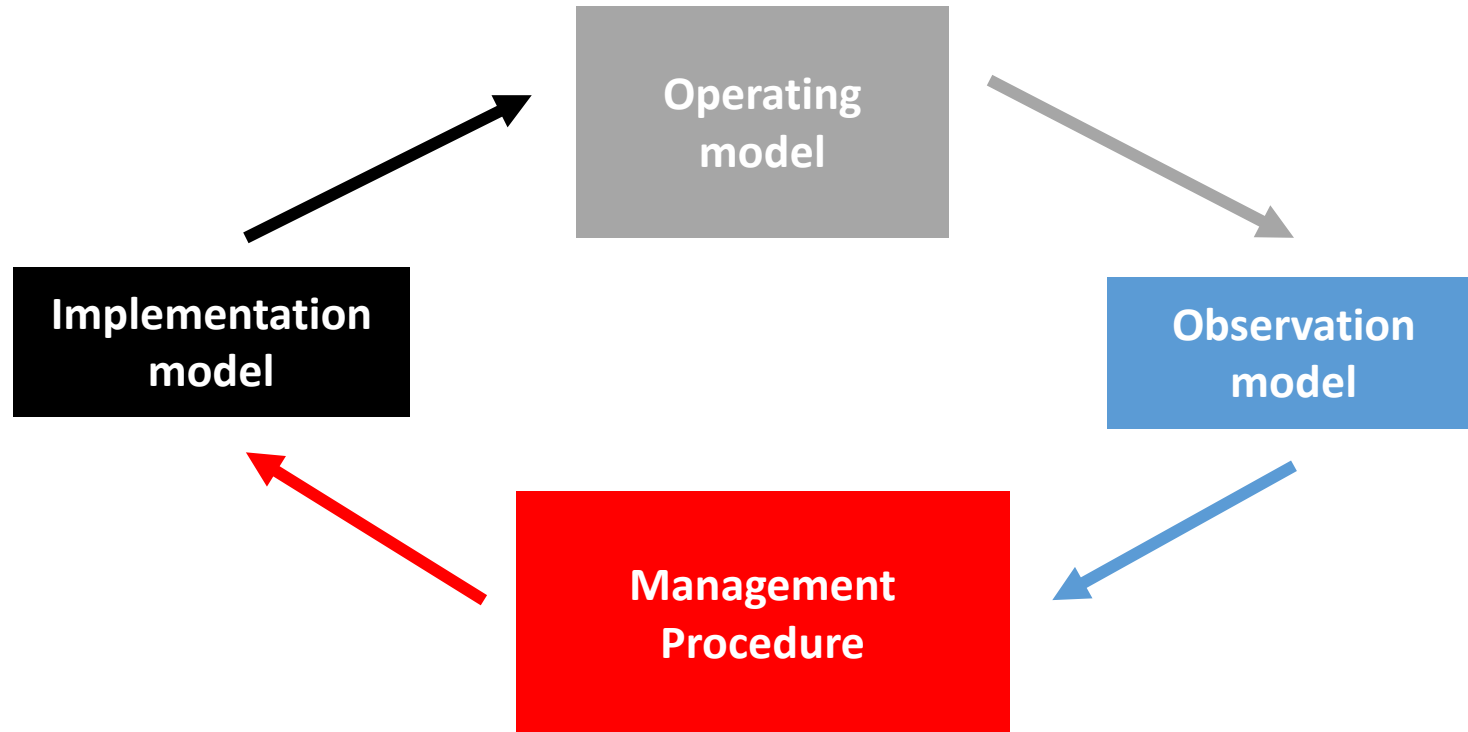 Operating
model
Implementation
model
Observation
model
Management
Procedure